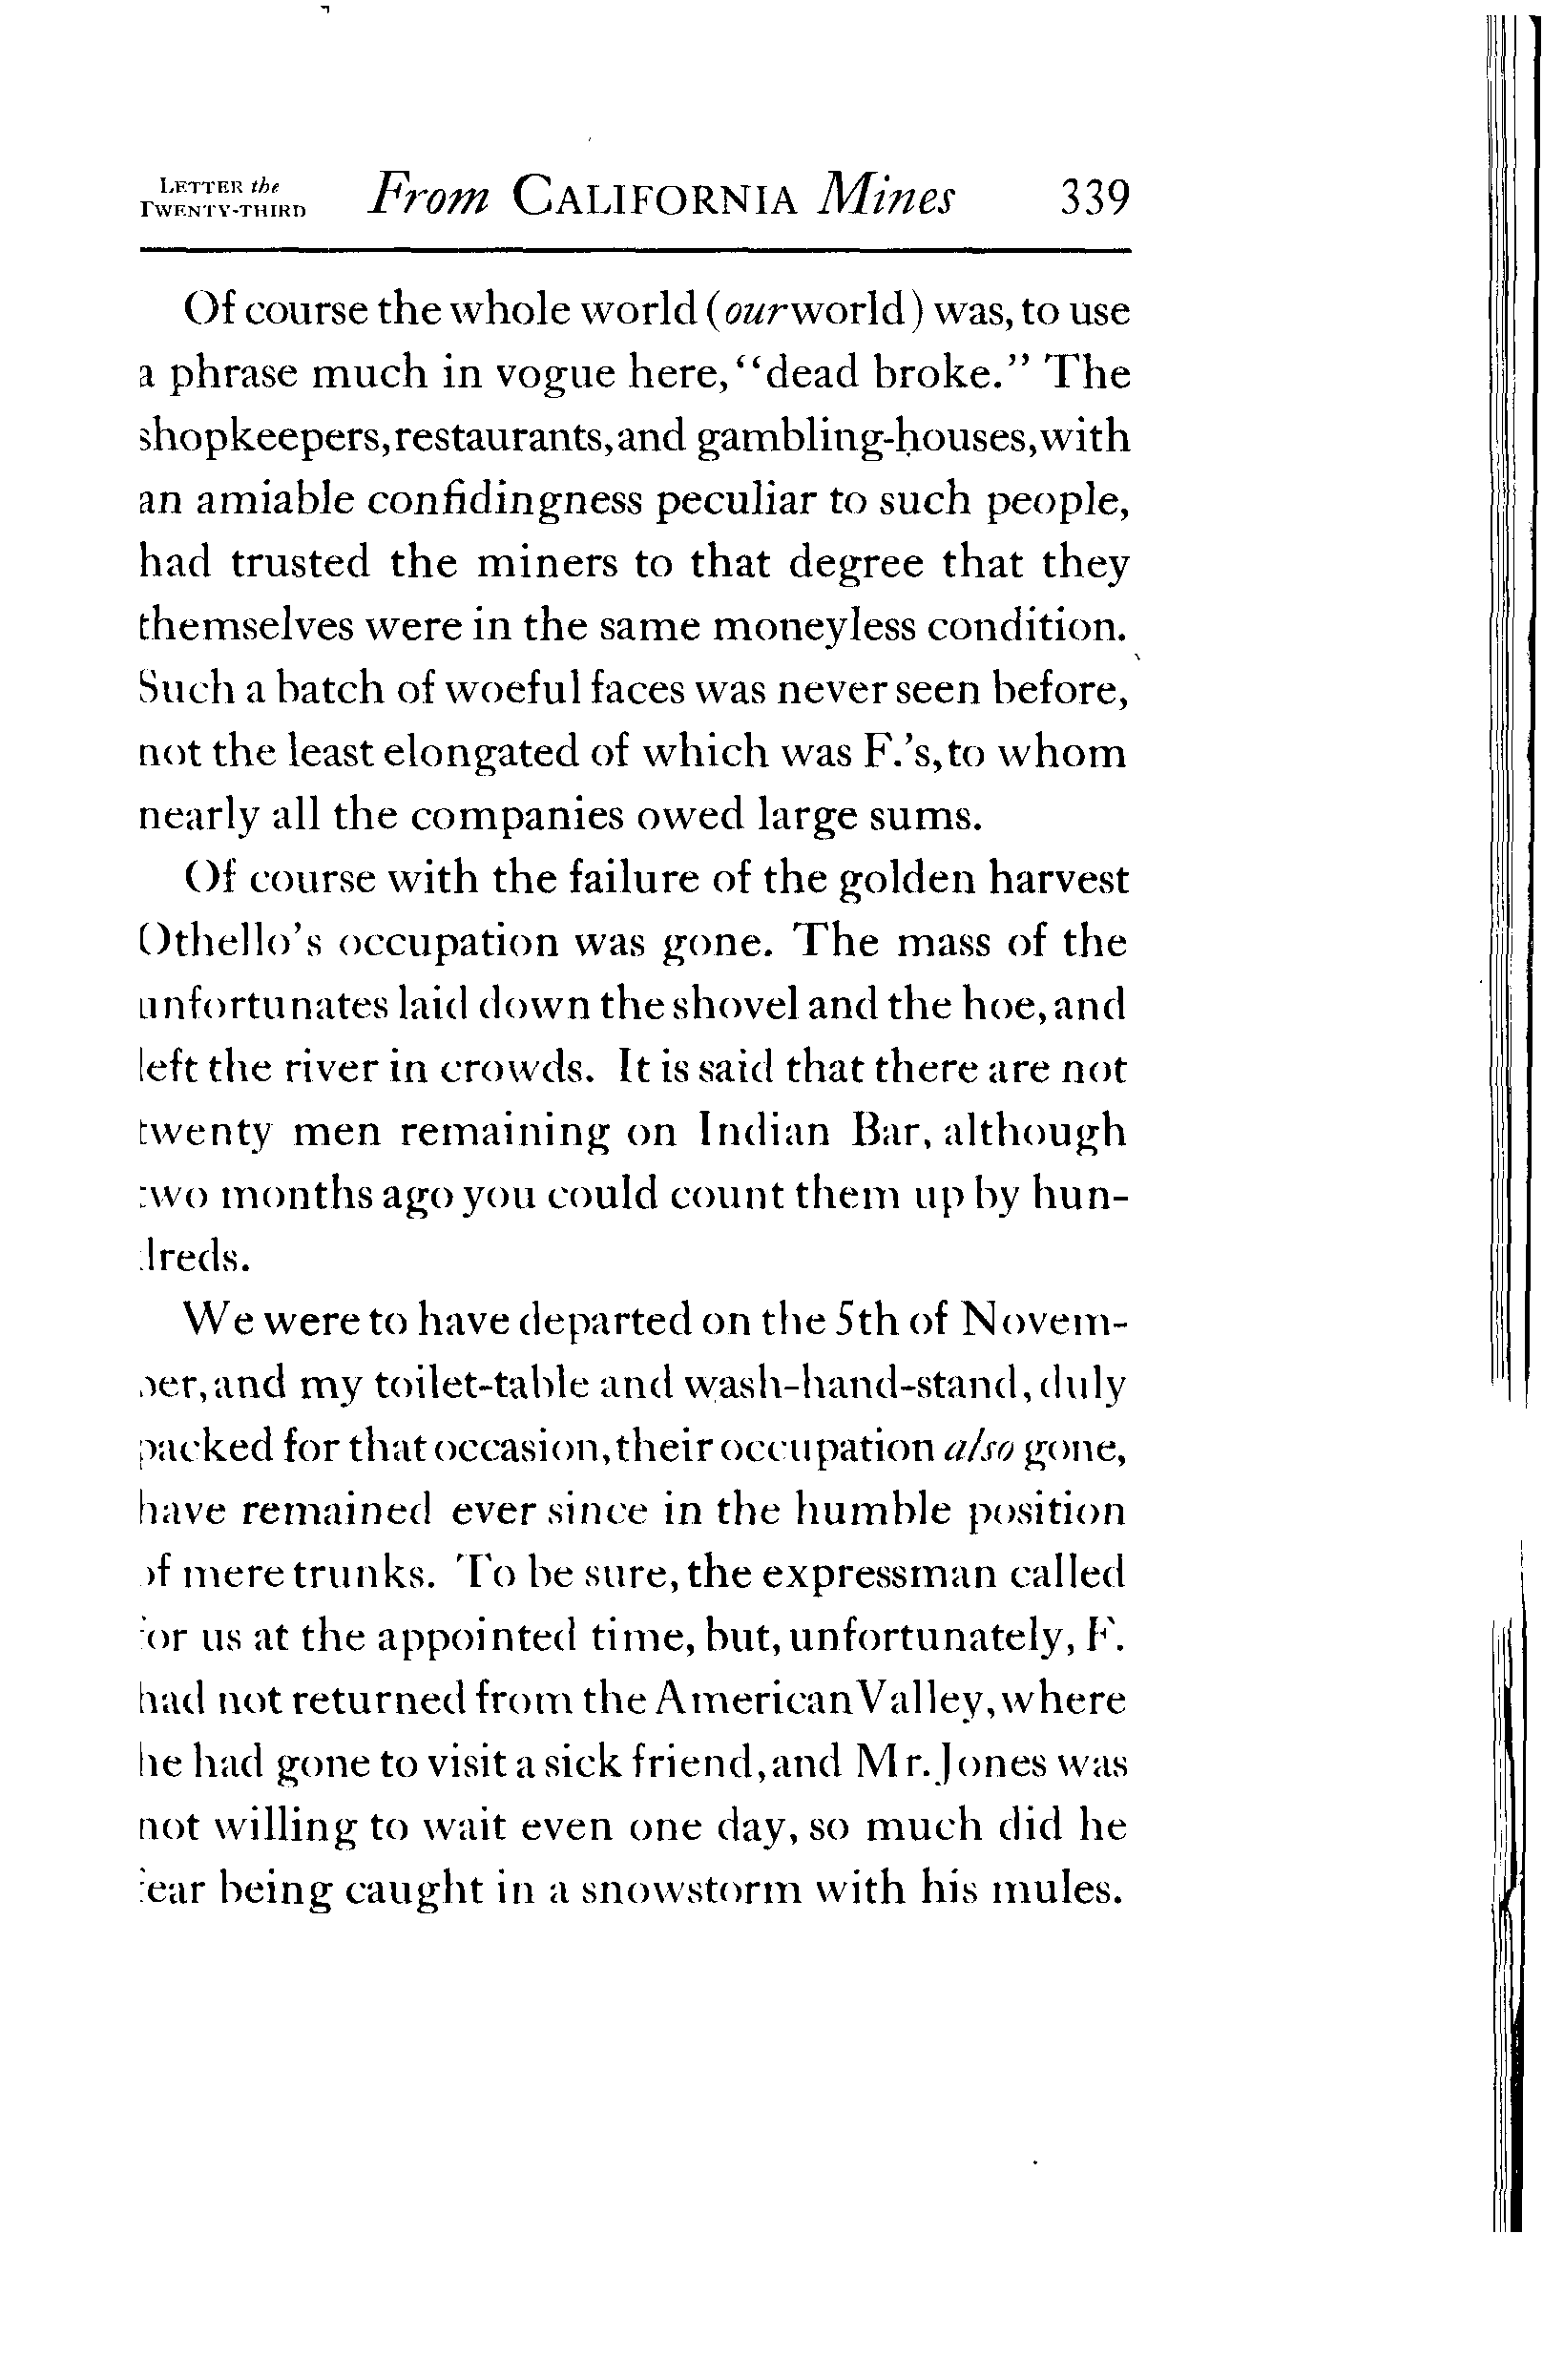 LETTER the
TWENTY-THIRD From CALIFORNIA Mines 339
Of course the whole world (our world) was, to use
a phrase much in vogue here, "dead broke." The
shopkeepers, restaurants, and gambling-houses, with
an amiable confidingness peculiar to such people,
had trusted the miners to that degree that they
themselves were in the same moneyless condition.
Such a batch of woeful faces was never seen before,
not the least elongated of which was F.'s, to whom
nearly all the companies owed large sums.
Of course with the failure of the golden harvest
Othello's occupation was gone. The mass of the
unfortunates laid down the shovel and the hoe, and
left the river in crowds. It is said that there are not
twenty men remaining on Indian Bar, although
two months ago you could count them up by hun-
dreds.
We were to have departed on the 5th of Novem-
ber, and my toilet-table and wash-hand-stand, duly
packed for that occasion, their occupation also gone,
have remained ever since in the humble position
of mere trunks. To be sure, the expressman called
for us at the appointed time, but, unfortunately, F.
had not returned from the American Valley, where
he had gone to visit a sick friend, and Mr. Jones was
not willing to wait even one day, so much did he
fear being caught in a snowstorm with his mules.